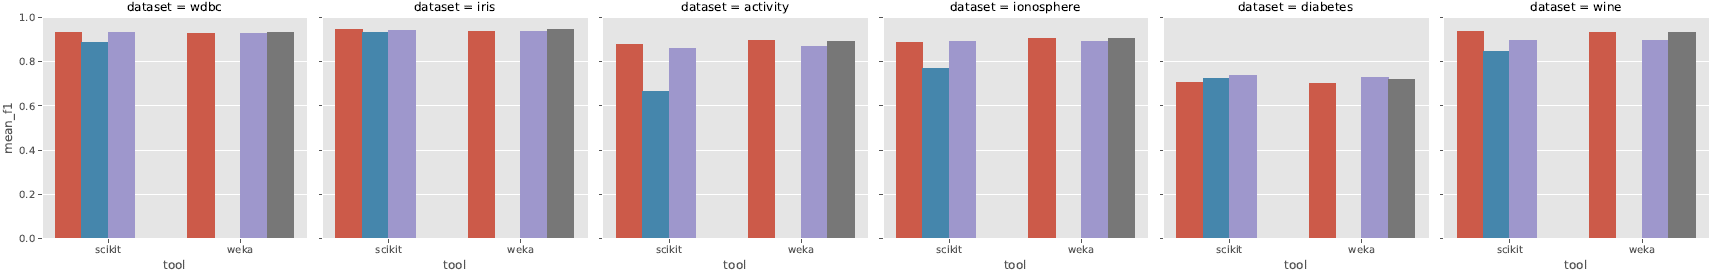 dataset = wdbc
dataset = iris
dataset = activity
dataset = ionosphere
dataset = diabetes
dataset = wine
mean_f1
1.0
0.8
0.6
0.4
0.2
0.0
scikit weka
scikit weka
scikit weka
scikit weka
scikit weka
scikit weka
tool
tool
tool
tool
tool
tool